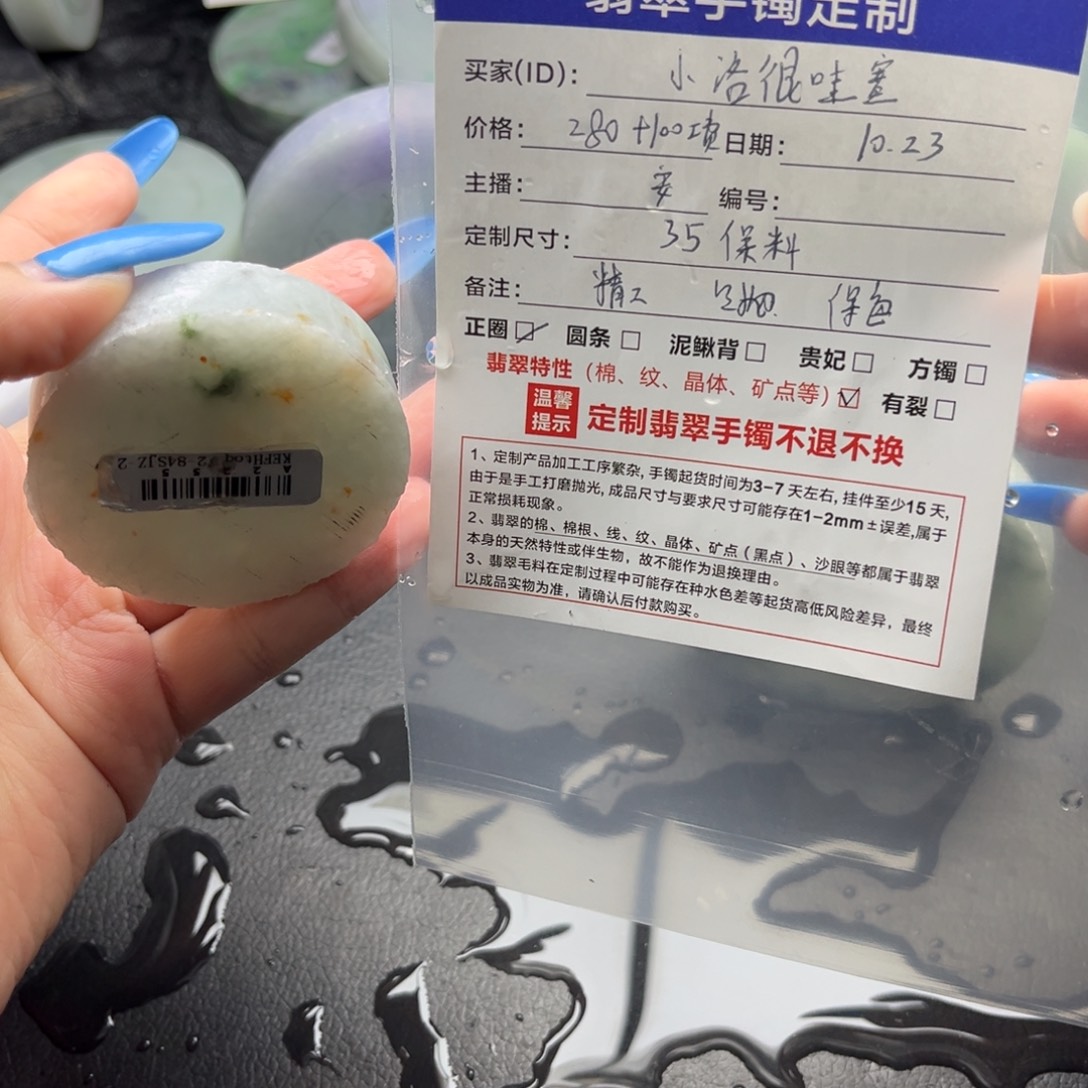 翡翠手镯定制
买家(ID): 小洛很哇塞
价格: 280+100项 日期: 10.23
主播: 安 编号:
定制尺寸: 35保料
备注: 精工 保色
正圈☑ 圆条□ 泥鳅背□ 贵妃□ 方镯□
翡翠特性(棉、纹、晶体、矿点等)☑ 有裂□
温馨提示 定制翡翠手镯不退不换
1、定制产品加工工序繁杂,手镯起货时间为3-7天左右,挂件至少15天,
由于是手工打磨抛光,成品尺寸与要求尺寸可能存在1-2mm±误差,属于
正常损耗现象。
2、翡翠的棉、棉根、线、纹、晶体、矿点(黑点)、沙眼等都属于翡翠
本身的天然特性或伴生物,故不能作为退换理由。
3、翡翠毛料在定制过程中可能存在种水色差等起货高低风险差异,最终
以成品实物为准,请确认后付款购买。